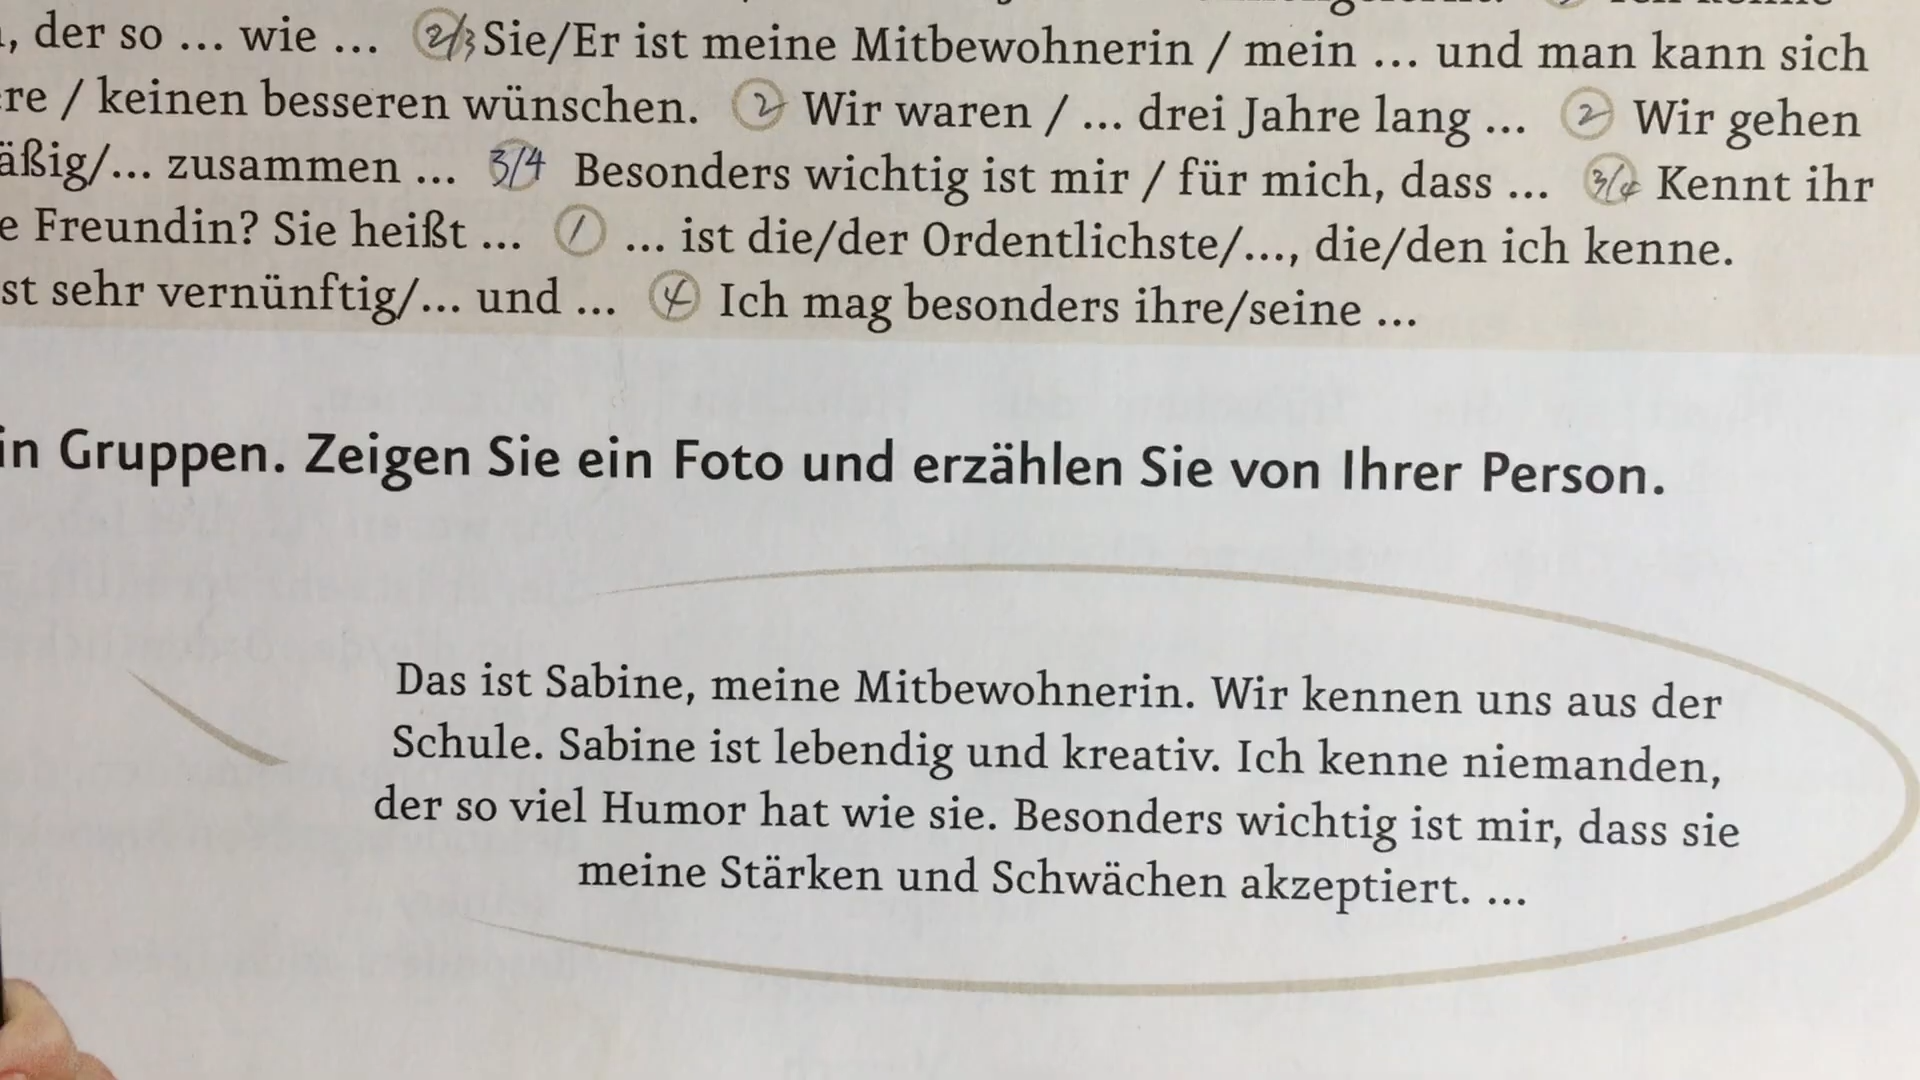 , der so ... wie ... 2/3 Sie/Er ist meine Mitbewohnerin / mein ... und man kann sich
re / keinen besseren wünschen. 2 Wir waren / ... drei Jahre lang ... 2 Wir gehen
äßig/... zusammen ... 3/4 Besonders wichtig ist mir / für mich, dass ... 3/4 Kennt ihr
e Freundin? Sie heißt ... 1 ... ist die/der Ordentlichste/..., die/den ich kenne.
st sehr vernünftig/... und ... 4 Ich mag besonders ihre/seine ...
in Gruppen. Zeigen Sie ein Foto und erzählen Sie von Ihrer Person.
Das ist Sabine, meine Mitbewohnerin. Wir kennen uns aus der
Schule. Sabine ist lebendig und kreativ. Ich kenne niemanden,
der so viel Humor hat wie sie. Besonders wichtig ist mir, dass sie
meine Stärken und Schwächen akzeptiert. ...